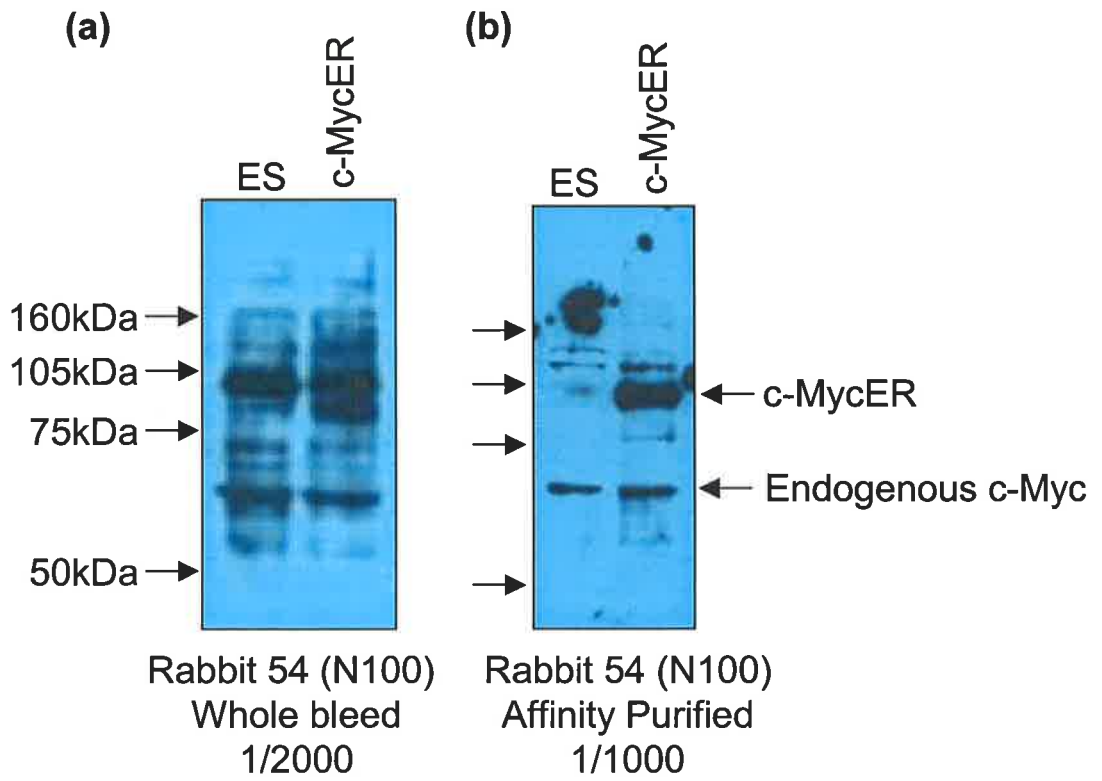 (a)
(b)
ES
c-MycER
ES
c-MycER
160kDa
105kDa
75kDa
50kDa
c-MycER
Endogenous c-Myc
Rabbit 54 (N100)
Whole bleed
1/2000
Rabbit 54 (N100)
Affinity Purified
1/1000